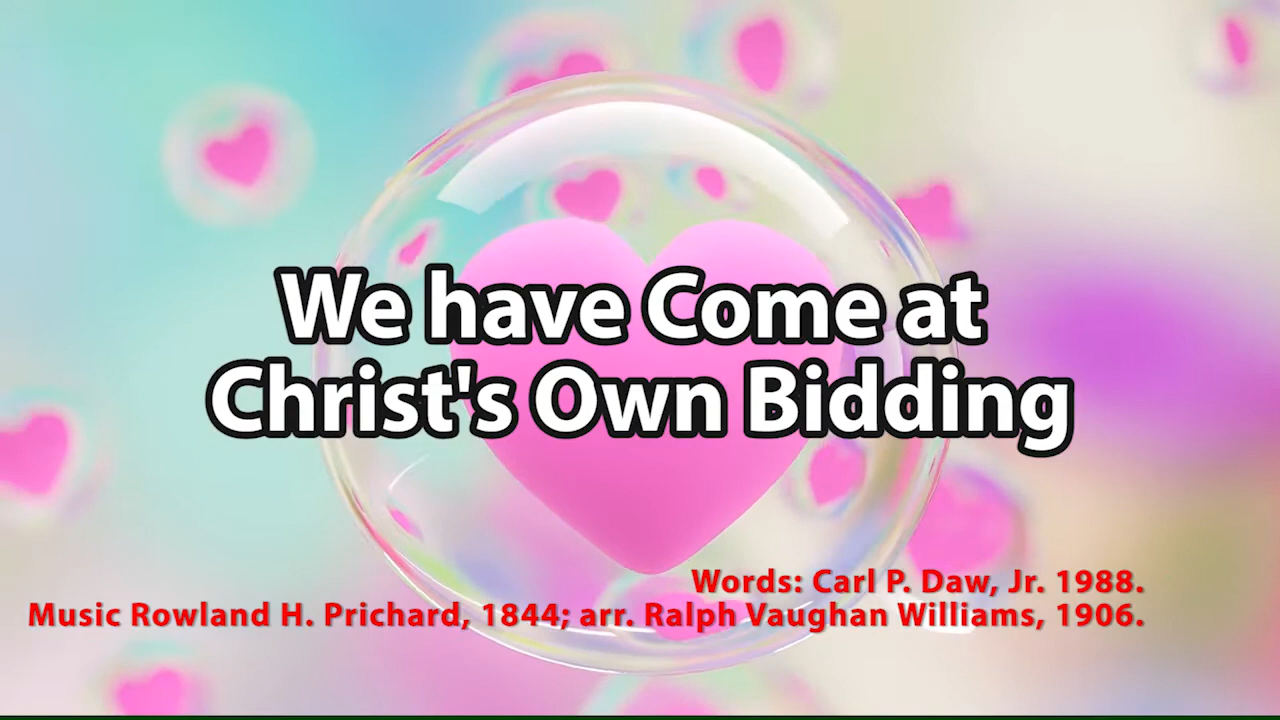 We have Come at
Christ's Own Bidding
Words: Carl P. Daw, Jr. 1988.
Music Rowland H. Prichard, 1844; arr. Ralph Vaughan Williams, 1906.